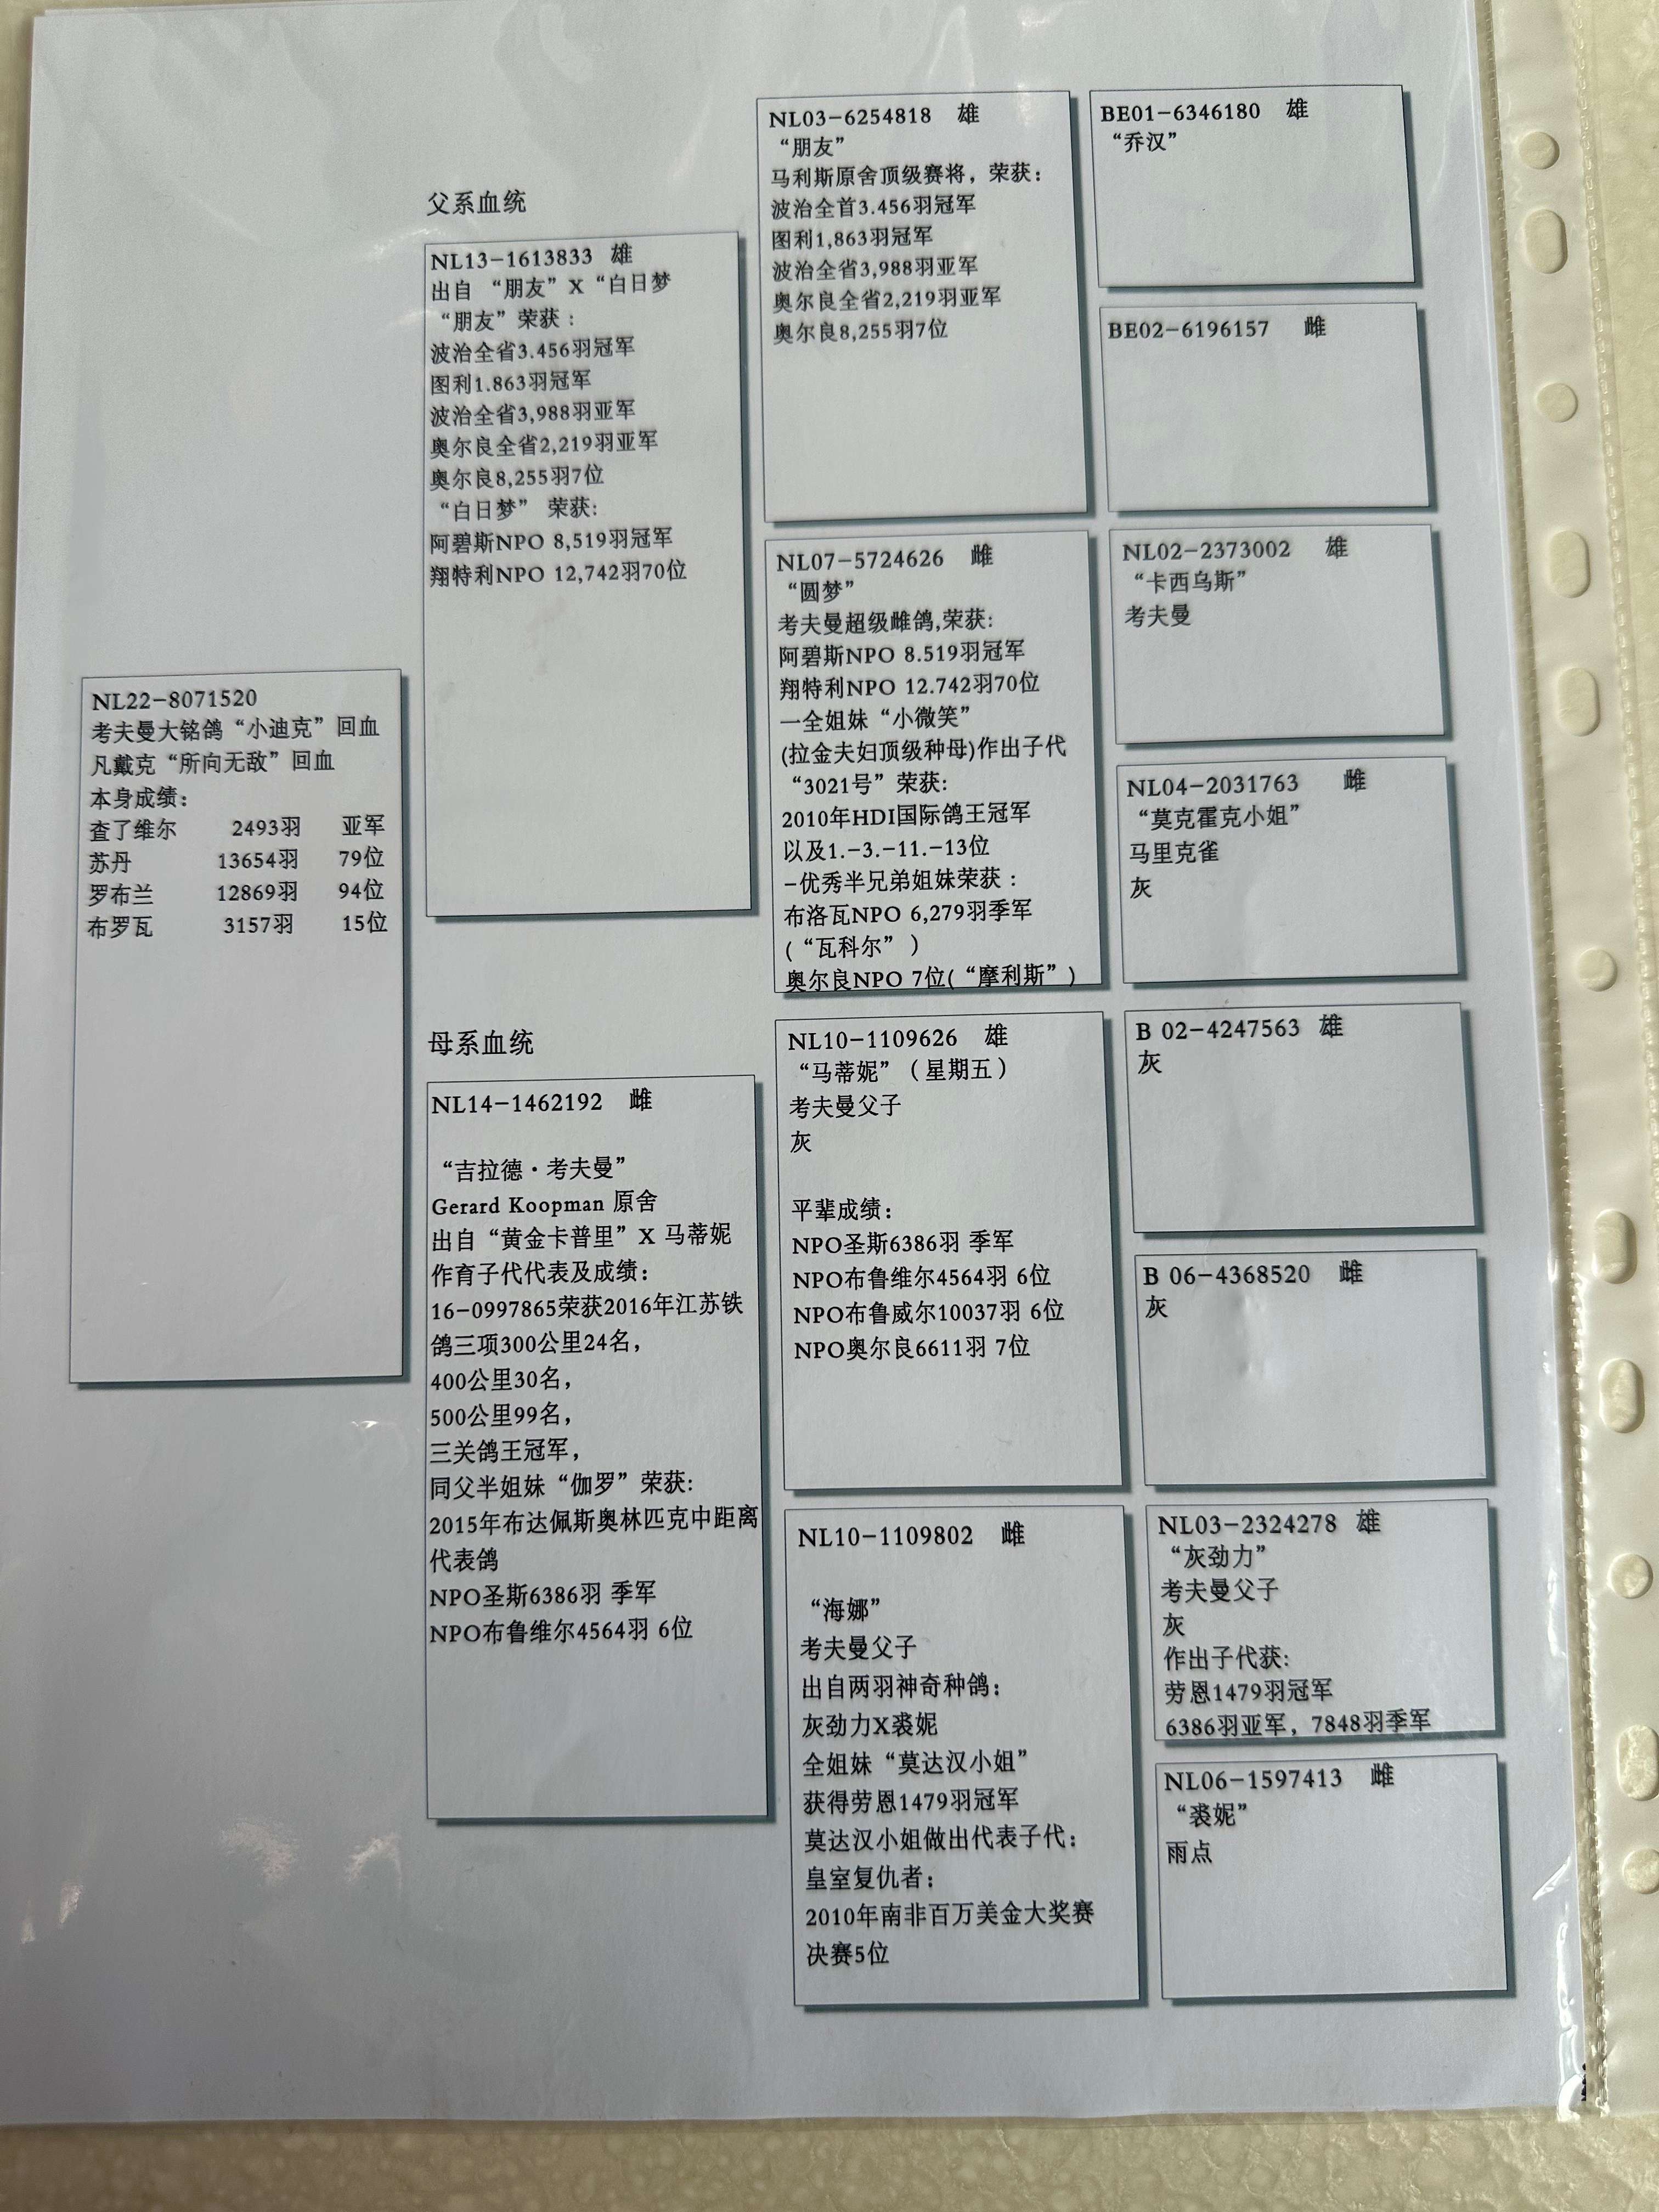 NL22-8071520
考夫曼大铭鸽“小迪克”回血
凡戴克“所向无敌”回血
本身成绩：
查了维尔 2493羽 亚军
苏丹 13654羽 79位
罗布兰 12869羽 94位
布罗瓦 3157羽 15位
父系血统
NL13-1613833 雄
出自 “朋友”X“白日梦
“朋友”荣获：
波治全省3.456羽冠军
图利1.863羽冠军
波治全省3,988羽亚军
奥尔良全省2,219羽亚军
奥尔良8,255羽7位
“白日梦” 荣获:
阿碧斯NPO 8,519羽冠军
翔特利NPO 12,742羽70位
母系血统
NL14-1462192 雌
“吉拉德·考夫曼”
Gerard Koopman 原舍
出自“黄金卡普里”X 马蒂妮
作育子代代表及成绩：
16-0997865荣获2016年江苏铁
鸽三项300公里24名，
400公里30名，
500公里99名，
三关鸽王冠军，
同父半姐妹“伽罗”荣获:
2015年布达佩斯奥林匹克中距离
代表鸽
NPO圣斯6386羽 季军
NPO布鲁维尔4564羽 6位
NL03-6254818 雄
“朋友”
马利斯原舍顶级赛将，荣获：
波治全首3.456羽冠军
图利1,863羽冠军
波治全省3,988羽亚军
奥尔良全省2,219羽亚军
奥尔良8,255羽7位
NL07-5724626 雌
“圆梦”
考夫曼超级雌鸽,荣获:
阿碧斯NPO 8.519羽冠军
翔特利NPO 12.742羽70位
一全姐妹“小微笑”
(拉金夫妇顶级种母)作出子代
“3021号”荣获:
2010年HDI国际鸽王冠军
以及1.-3.-11.-13位
-优秀半兄弟姐妹荣获：
布洛瓦NPO 6,279羽季军
(“瓦科尔” )
奥尔良NPO 7位(“摩利斯”)
NL10-1109626 雄
“马蒂妮”（星期五）
考夫曼父子
灰
平辈成绩：
NPO圣斯6386羽 季军
NPO布鲁维尔4564羽 6位
NPO布鲁威尔10037羽 6位
NPO奥尔良6611羽 7位
NL10-1109802 雌
“海娜”
考夫曼父子
出自两羽神奇种鸽：
灰劲力X裘妮
全姐妹“莫达汉小姐”
获得劳恩1479羽冠军
莫达汉小姐做出代表子代：
皇室复仇者：
2010年南非百万美金大奖赛
决赛5位
BE01-6346180 雄
“乔汉”
BE02-6196157 雌
NL02-2373002 雄
“卡西乌斯”
考夫曼
NL04-2031763 雌
“莫克霍克小姐”
马里克雀
灰
B 02-4247563 雄
灰
B 06-4368520 雌
灰
NL03-2324278 雄
“灰劲力”
考夫曼父子
灰
作出子代获:
劳恩1479羽冠军
6386羽亚军，7848羽季军
NL06-1597413 雌
“裘妮”
雨点